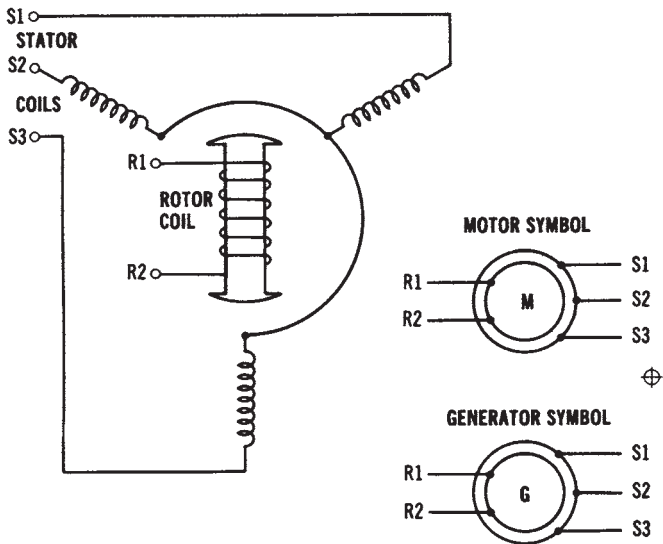 S1
STATOR
S2
COILS
S3
R1
ROTOR
COIL
R2
MOTOR SYMBOL
R1
R2
M
S1
S2
S3
GENERATOR SYMBOL
R1
R2
G
S1
S2
S3